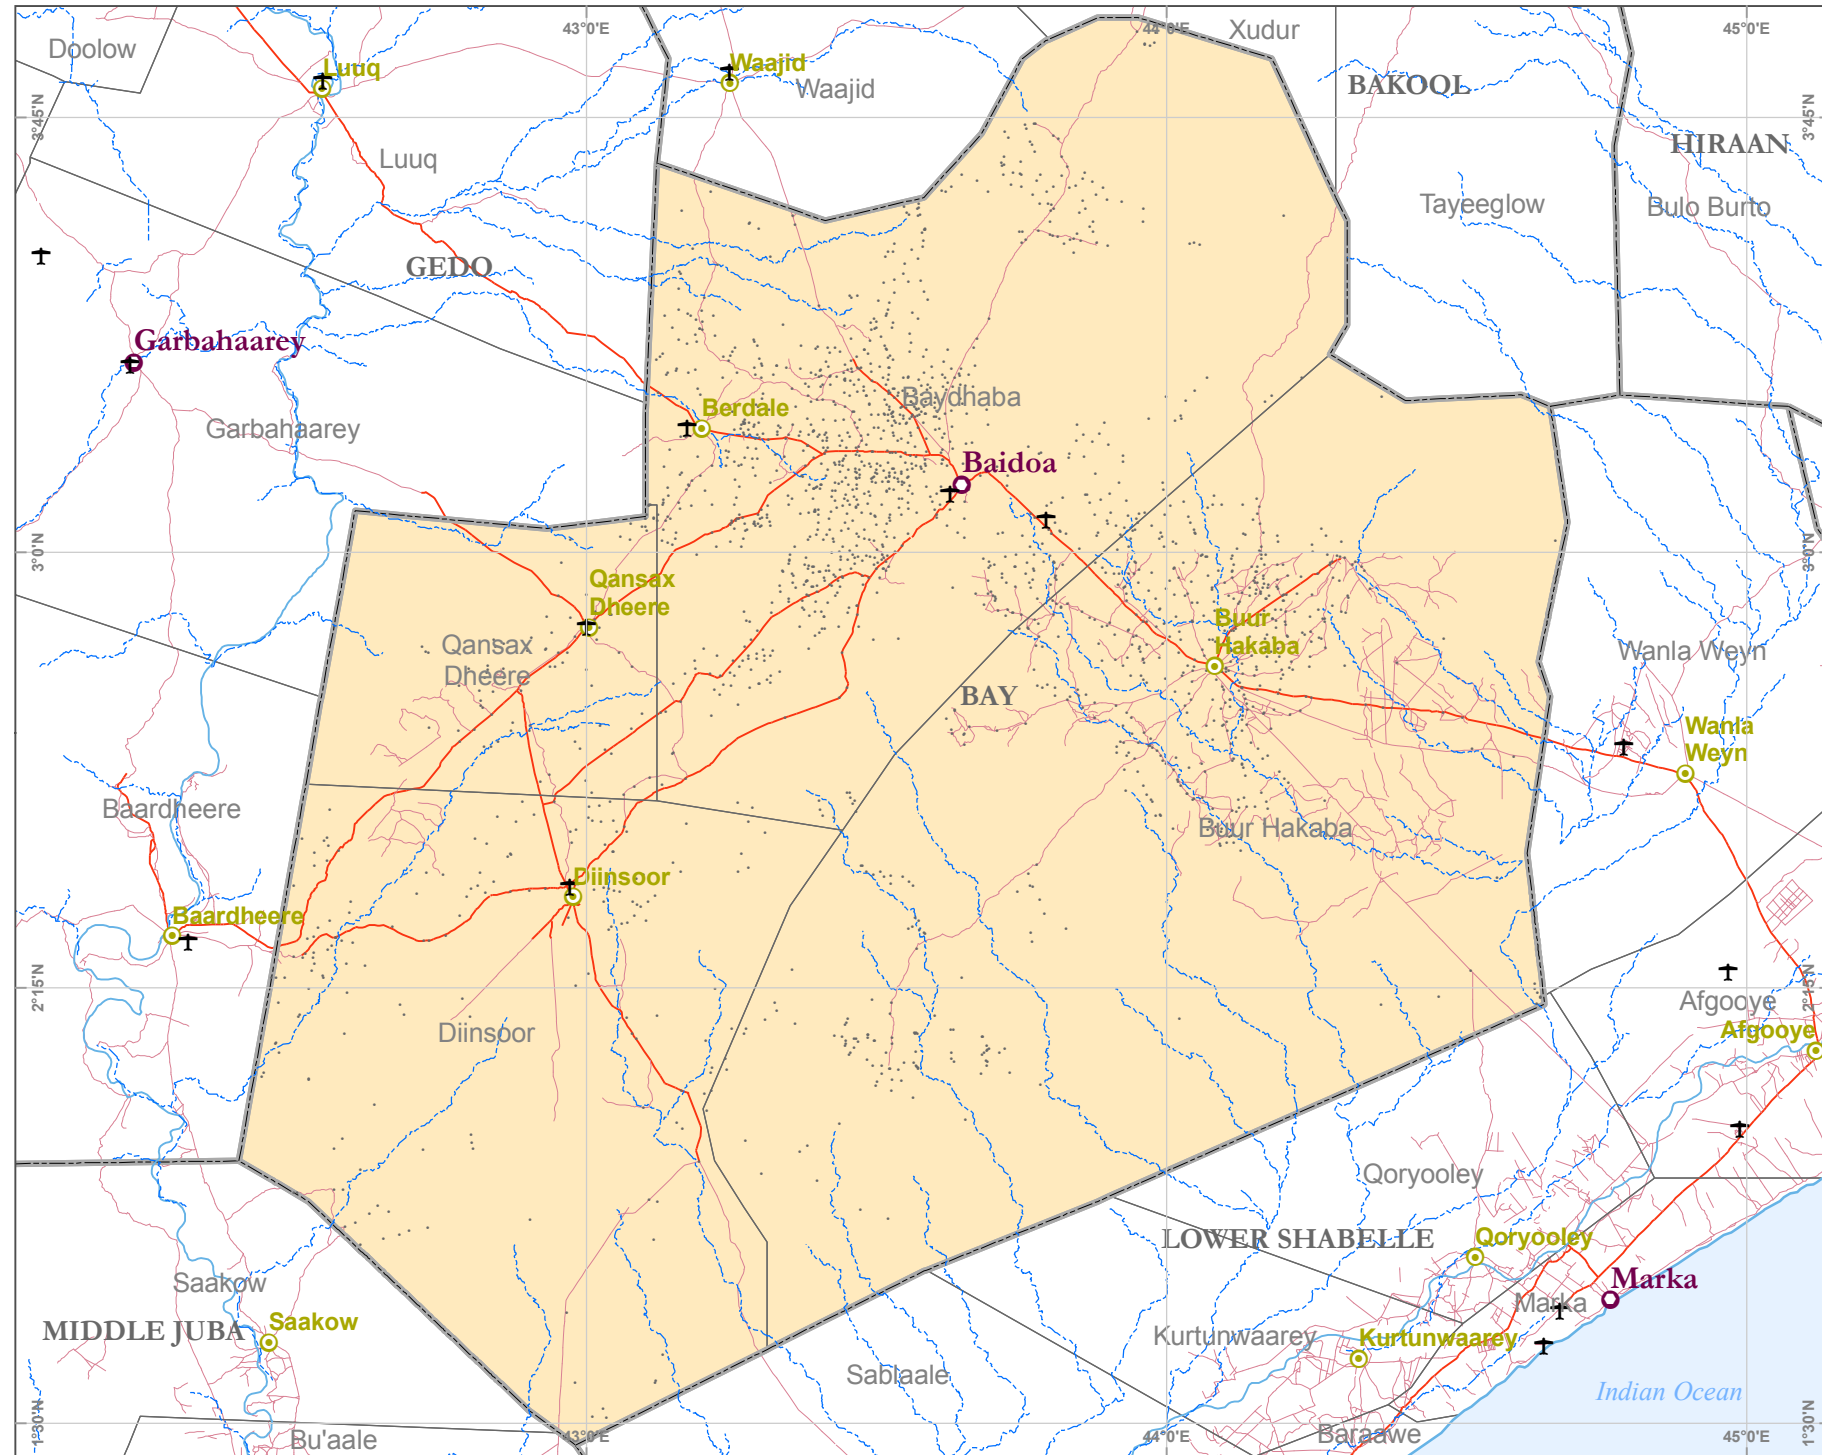 43°0'E
44°0'E
45°0'E
Xudur
Doolow
Luuq
Waajid
Waajid
BAKOOL
3°45'N
3°45'N
HIRAAN
Luuq
Tayeeglow
Bulo Burto
GEDO
Garbahaarey
Baydhaba
Berdale
Garbahaarey
Baidoa
3°0'N
3°0'N
Qansax
Dheere
Buur
Hakaba
Qansax
Dheere
Wanla Weyn
BAY
Wanla
Weyn
Baardheere
Buur Hakaba
Diinsoor
Baardheere
2°15'N
2°15'N
Afgooye
Afgooye
Diinsoor
Qoryooley
LOWER SHABELLE
Qoryooley
Saakow
Marka
Marka
MIDDLE JUBA
Saakow
Kurtunwaarey
Kurtunwaarey
Sablaale
Indian Ocean
1°30'N
1°30'N
Bu'aale
43°0'E
44°0'E
Baraawe
45°0'E